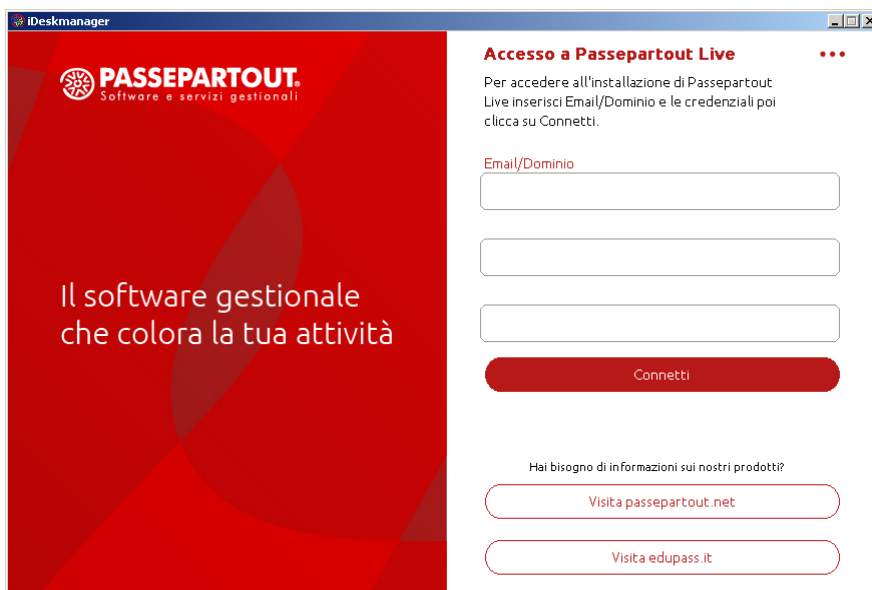 iDeskmanager
PASSEPARTOUT®
Software e servizi gestionali
Il software gestionale
che colora la tua attività
Accesso a Passepartout Live
Per accedere all'installazione di Passepartout
Live inserisci Email/Dominio e le credenziali poi
clicca su Connetti.
Email/Dominio
Connetti
Hai bisogno di informazioni sui nostri prodotti?
Visita passepartout.net
Visita edupass.it